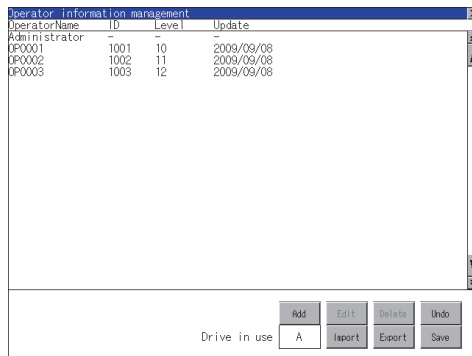 Operator information management
OperatorName ID Level Update
Administrator - - -
OP0001 1001 10 2009/09/08
OP0002 1002 11 2009/09/08
OP0003 1003 12 2009/09/08
Add Edit Delete Undo
Drive in use A Import Export Save